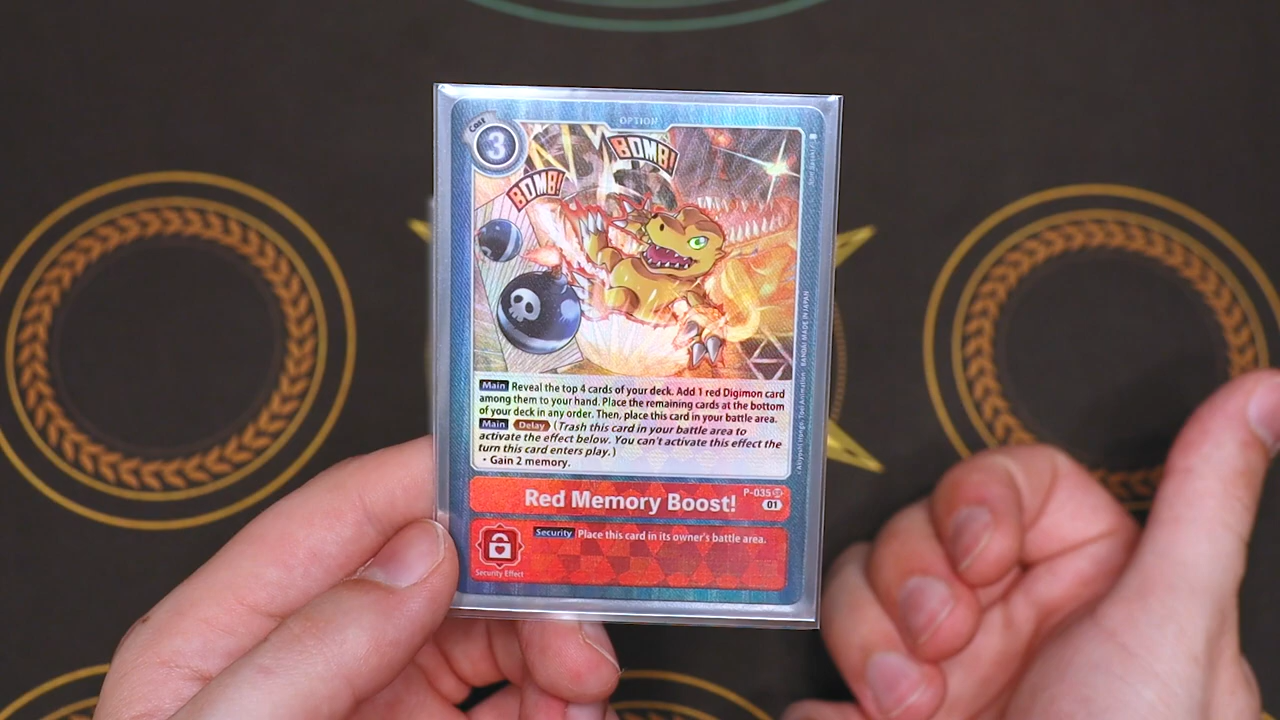 OPTION
COST
3
BOMB!
BOMB!
Main Reveal the top 4 cards of your deck. Add 1 red Digimon card
among them to your hand. Place the remaining cards at the bottom
of your deck in any order. Then, place this card in your battle area.
Main Delay (Trash this card in your battle area to
activate the effect below. You can't activate this effect the
turn this card enters play.)
· Gain 2 memory.
©Akiyoshi Hongo, Toei Animation BANDAI MADE IN JAPAN
P-035 SR
Red Memory Boost!
01
Security Place this card in its owner's battle area.
Security Effect